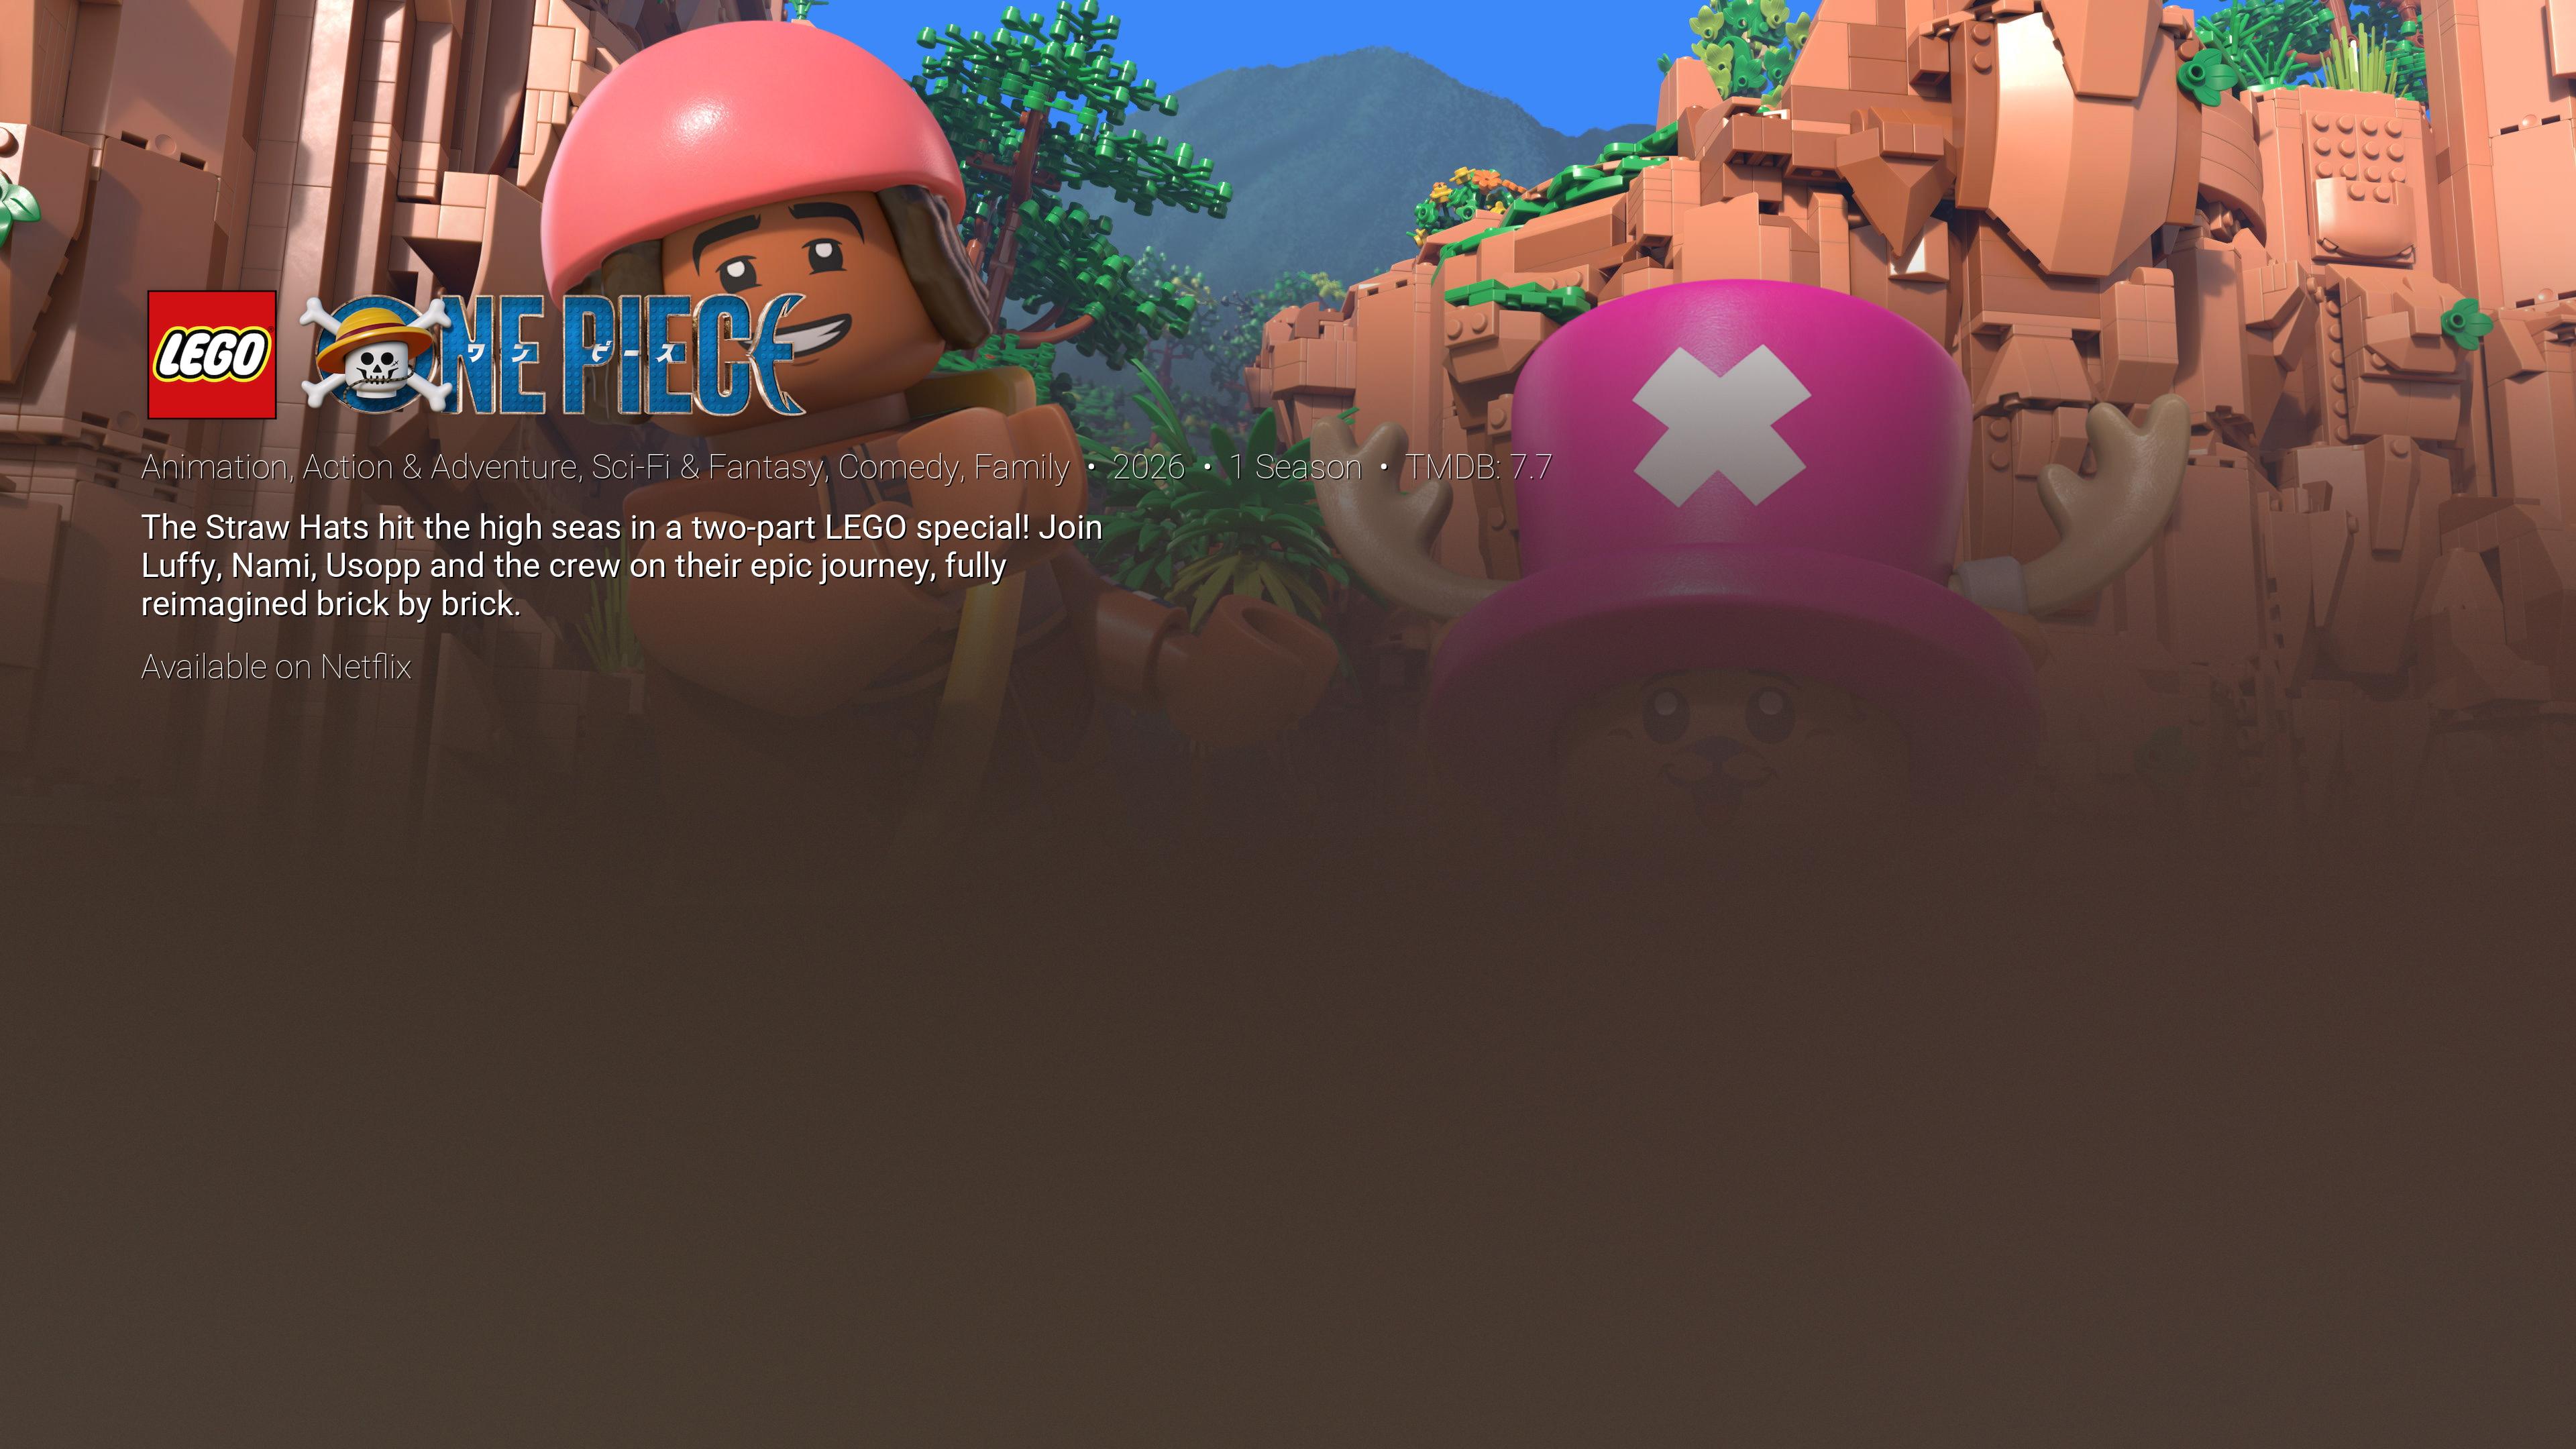 LEGO ONE PIECE
ワンピース
Animation, Action & Adventure, Sci-Fi & Fantasy, Comedy, Family • 2026 • 1 Season • TMDB: 7.7
The Straw Hats hit the high seas in a two-part LEGO special! Join
Luffy, Nami, Usopp and the crew on their epic journey, fully
reimagined brick by brick.
Available on Netflix